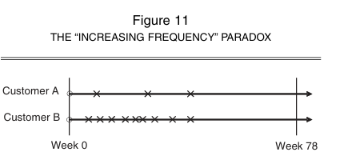 Figure 11
THE “INCREASING FREQUENCY” PARADOX
Customer A
Customer B
Week 0 Week 78